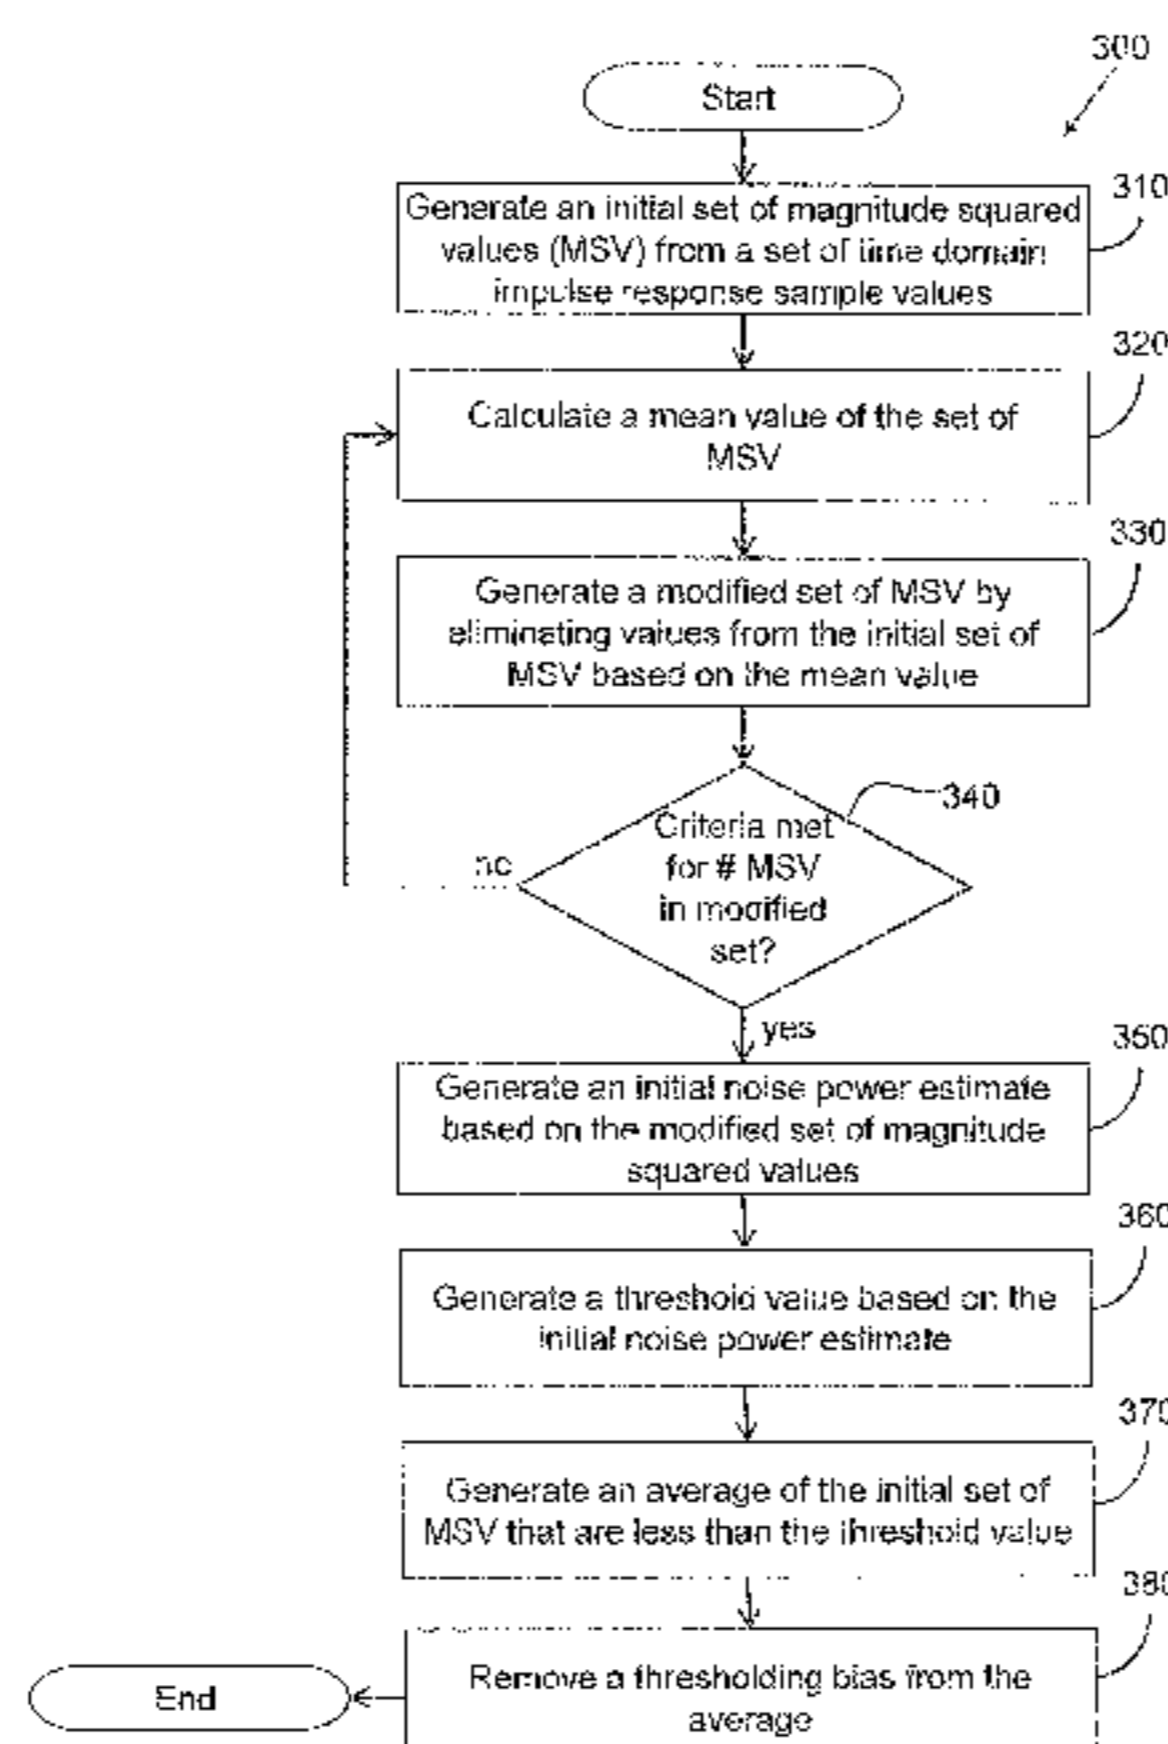 300
Start
310
Generate an initial set of magnitude squared
values (MSV) from a set of time domain
impulse response sample values
320
Calculate a mean value of the set of
MSV
330
Generate a modified set of MSV by
eliminating values from the initial set of
MSV based on the mean value
340
Criteria met
for # MSV
in modified
set?
no
yes
350
Generate an initial noise power estimate
based on the modified set of magnitude
squared values
360
Generate a threshold value based on the
initial noise power estimate
370
Generate an average of the initial set of
MSV that are less than the threshold value
380
Remove a thresholding bias from the
average
End